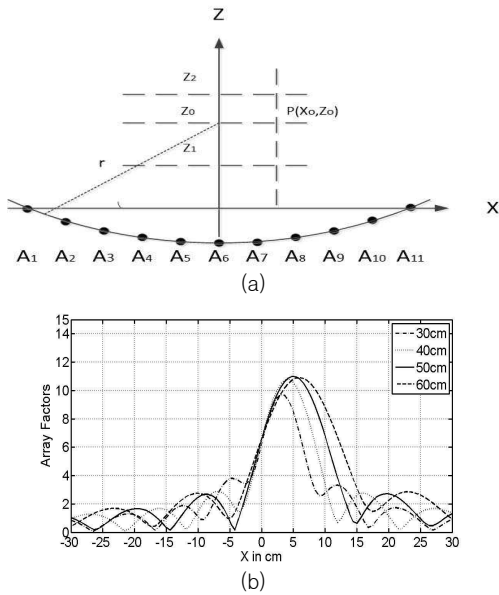 Z
Z₂
Z₀ P(X₀,Z₀)
Z₁
r
X
A₁ A₂ A₃ A₄ A₅ A₆ A₇ A₈ A₉ A₁₀ A₁₁
(a)
15
14
12
10
8
6
4
2
0
Array Factors
30cm
40cm
50cm
60cm
-30 -25 -20 -15 -10 -5 0 5 10 15 20 25 30
X in cm
(b)